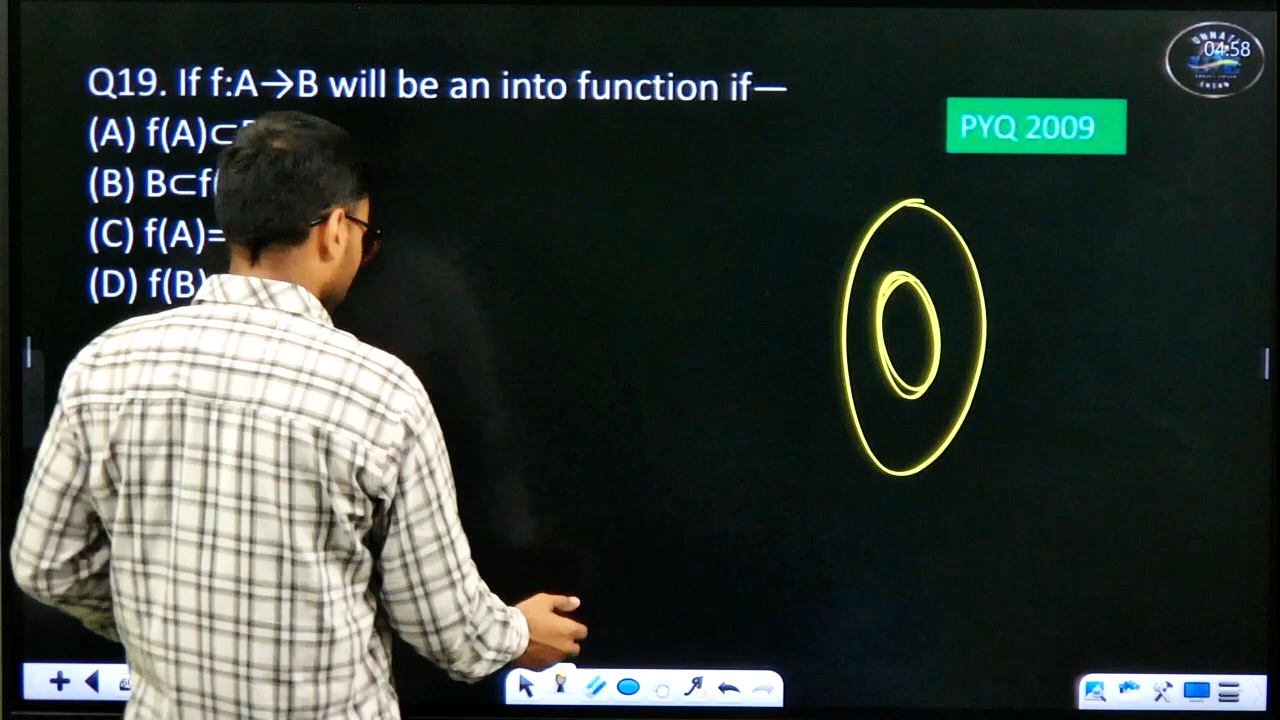 04:58
Q19. If f:A→B will be an into function if—
PYQ 2009
(A) f(A)⊂
(B) B⊂f
(C) f(A)=
(D) f(B)